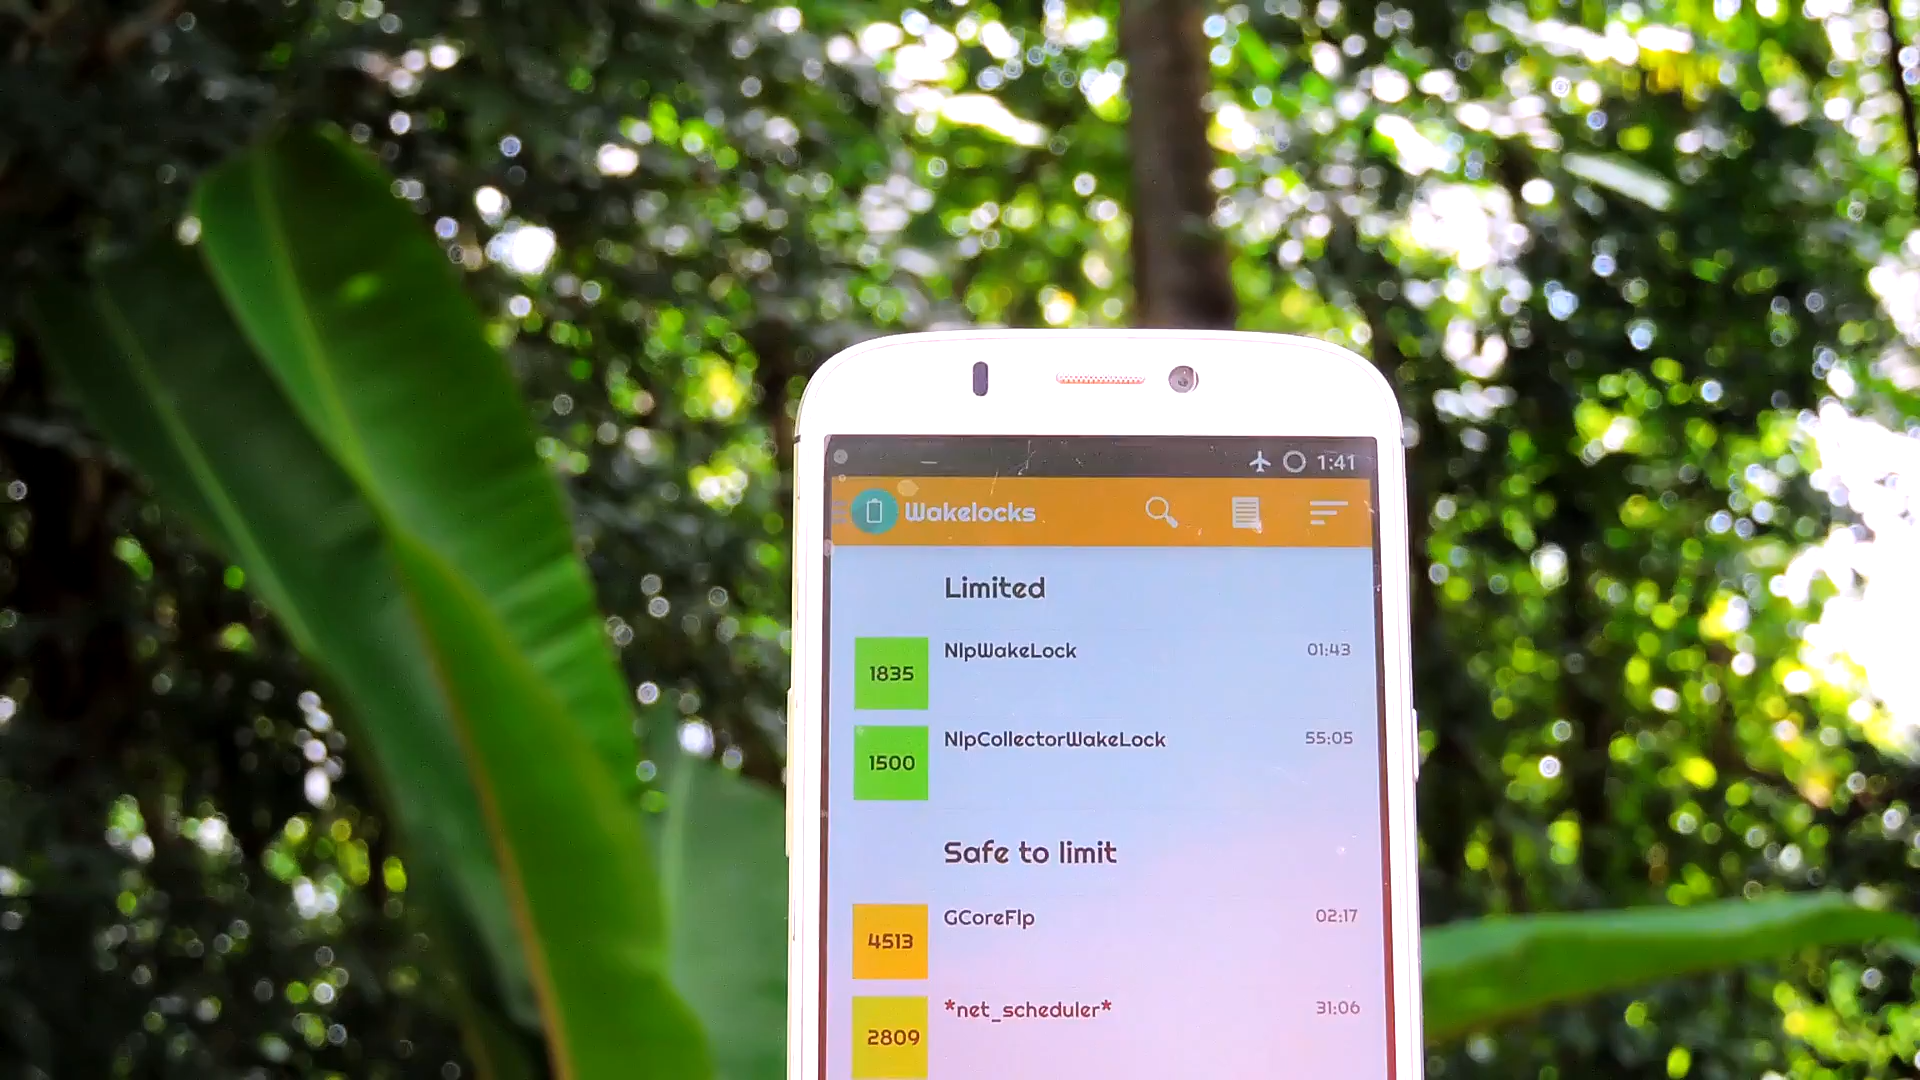 1:41
Wakelocks
Limited
1835 NlpWakeLock 01:43
1500 NlpCollectorWakeLock 55:05
Safe to limit
4513 GCoreFlp 02:17
2809 *net_scheduler* 31:06